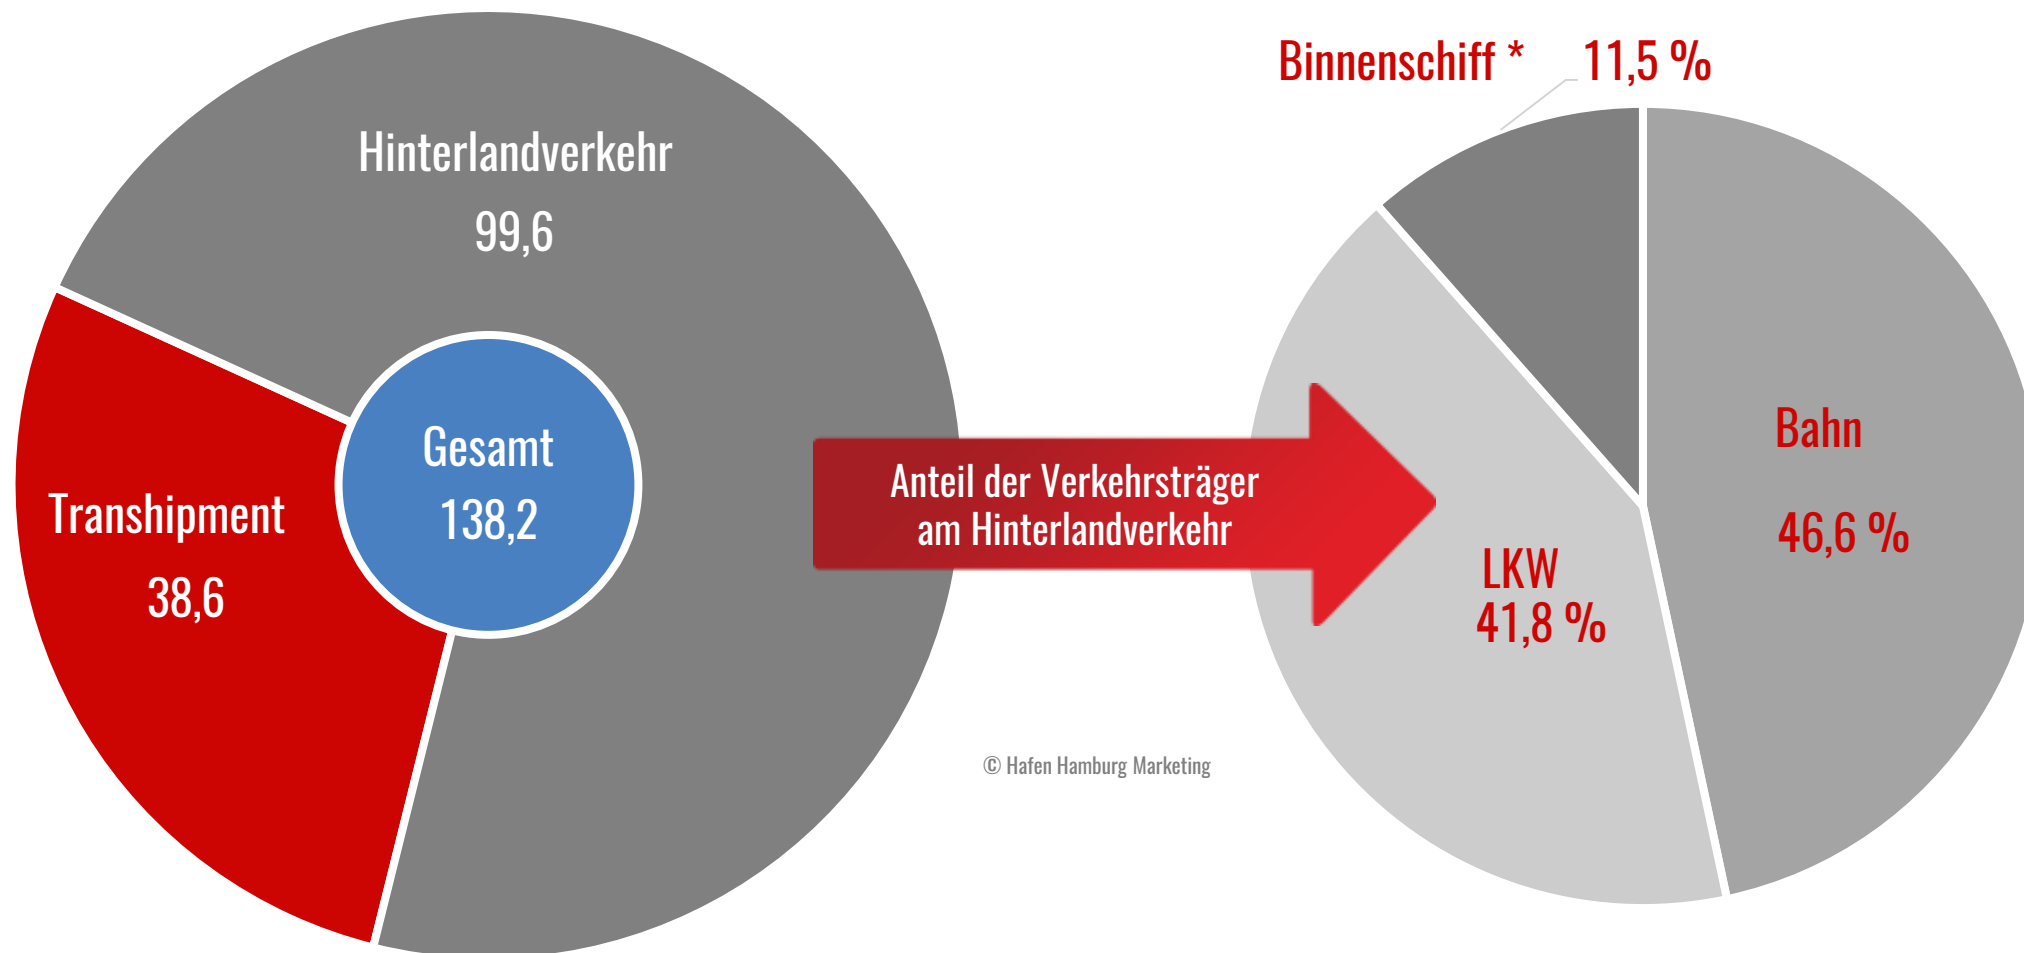 Hinterlandverkehr
99,6
Gesamt
138,2
Transhipment
38,6
Anteil der Verkehrsträger
am Hinterlandverkehr
Binnenschiff * 11,5 %
Bahn
46,6 %
LKW
41,8 %
© Hafen Hamburg Marketing